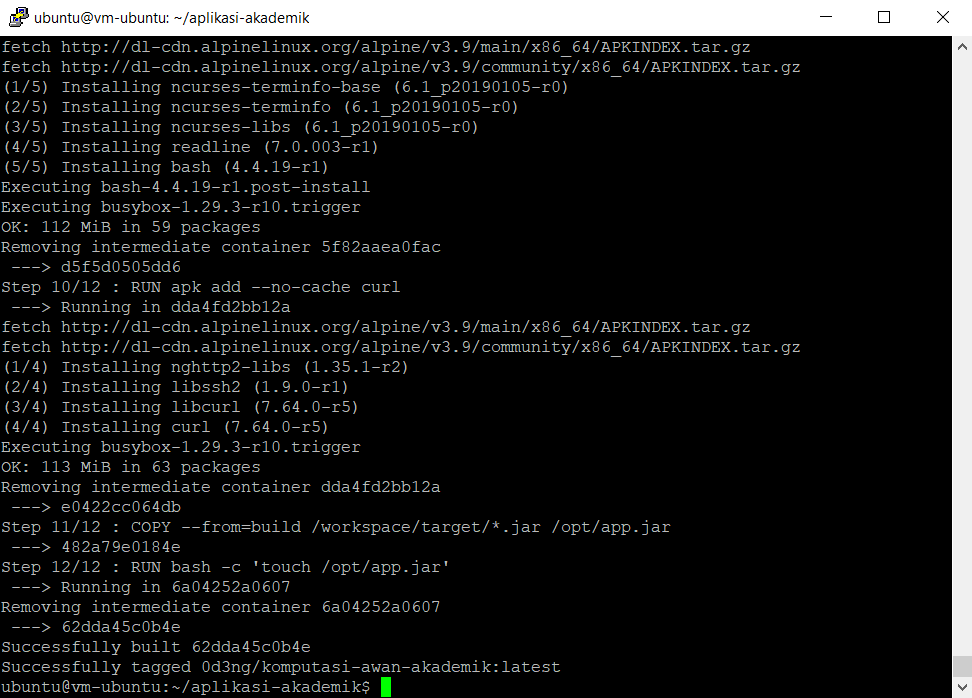 ubuntu@vm-ubuntu: ~/aplikasi-akademik
fetch http://dl-cdn.alpinelinux.org/alpine/v3.9/main/x86_64/APKINDEX.tar.gz
fetch http://dl-cdn.alpinelinux.org/alpine/v3.9/community/x86_64/APKINDEX.tar.gz
(1/5) Installing ncurses-terminfo-base (6.1_p20190105-r0)
(2/5) Installing ncurses-terminfo (6.1_p20190105-r0)
(3/5) Installing ncurses-libs (6.1_p20190105-r0)
(4/5) Installing readline (7.0.003-r1)
(5/5) Installing bash (4.4.19-r1)
Executing bash-4.4.19-r1.post-install
Executing busybox-1.29.3-r10.trigger
OK: 112 MiB in 59 packages
Removing intermediate container 5f82aaea0fac
 ---> d5f5d0505dd6
Step 10/12 : RUN apk add --no-cache curl
 ---> Running in dda4fd2bb12a
fetch http://dl-cdn.alpinelinux.org/alpine/v3.9/main/x86_64/APKINDEX.tar.gz
fetch http://dl-cdn.alpinelinux.org/alpine/v3.9/community/x86_64/APKINDEX.tar.gz
(1/4) Installing nghttp2-libs (1.35.1-r2)
(2/4) Installing libssh2 (1.9.0-r1)
(3/4) Installing libcurl (7.64.0-r5)
(4/4) Installing curl (7.64.0-r5)
Executing busybox-1.29.3-r10.trigger
OK: 113 MiB in 63 packages
Removing intermediate container dda4fd2bb12a
 ---> e0422cc064db
Step 11/12 : COPY --from=build /workspace/target/*.jar /opt/app.jar
 ---> 482a79e0184e
Step 12/12 : RUN bash -c 'touch /opt/app.jar'
 ---> Running in 6a04252a0607
Removing intermediate container 6a04252a0607
 ---> 62dda45c0b4e
Successfully built 62dda45c0b4e
Successfully tagged 0d3ng/komputasi-awan-akademik:latest
ubuntu@vm-ubuntu:~/aplikasi-akademik$